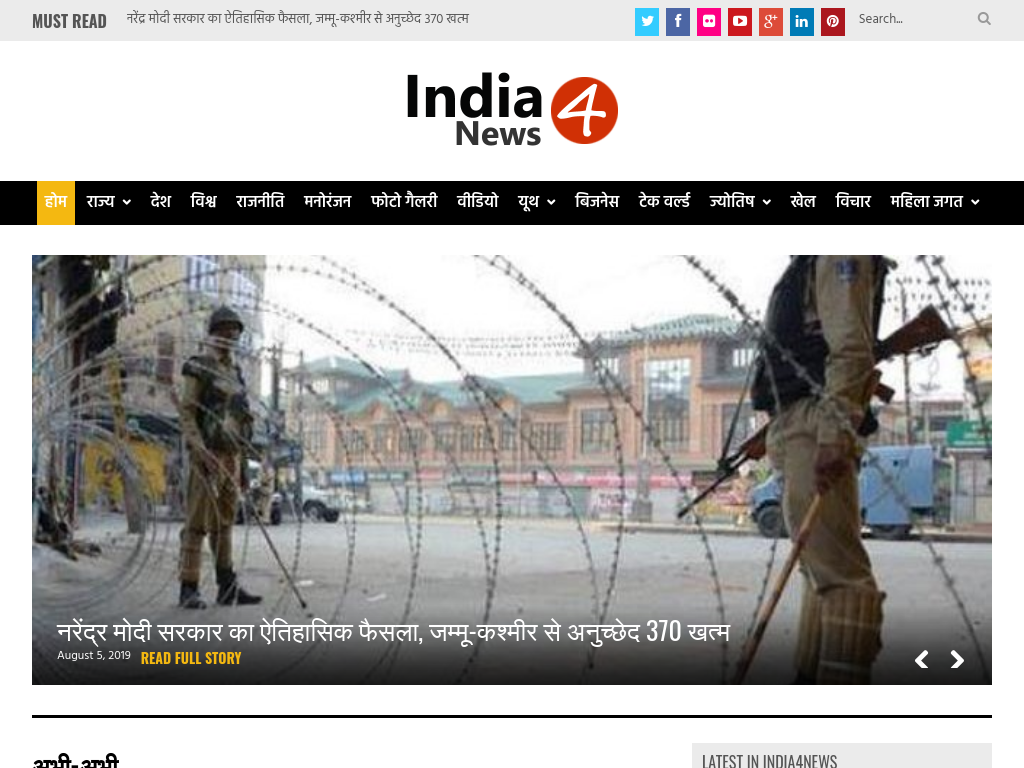 MUST READ
नरेंद्र मोदी सरकार का ऐतिहासिक फैसला, जम्मू-कश्मीर से अनुच्छेद 370 खत्म
Search...
India 4
News
होम राज्य देश विश्व राजनीति मनोरंजन फोटो गैलरी वीडियो यूथ बिजनेस टेक वर्ल्ड ज्योतिष खेल विचार महिला जगत
नरेंद्र मोदी सरकार का ऐतिहासिक फैसला, जम्मू-कश्मीर से अनुच्छेद 370 खत्म
August 5, 2019 READ FULL STORY
अभी-अभी
LATEST IN INDIA4NEWS